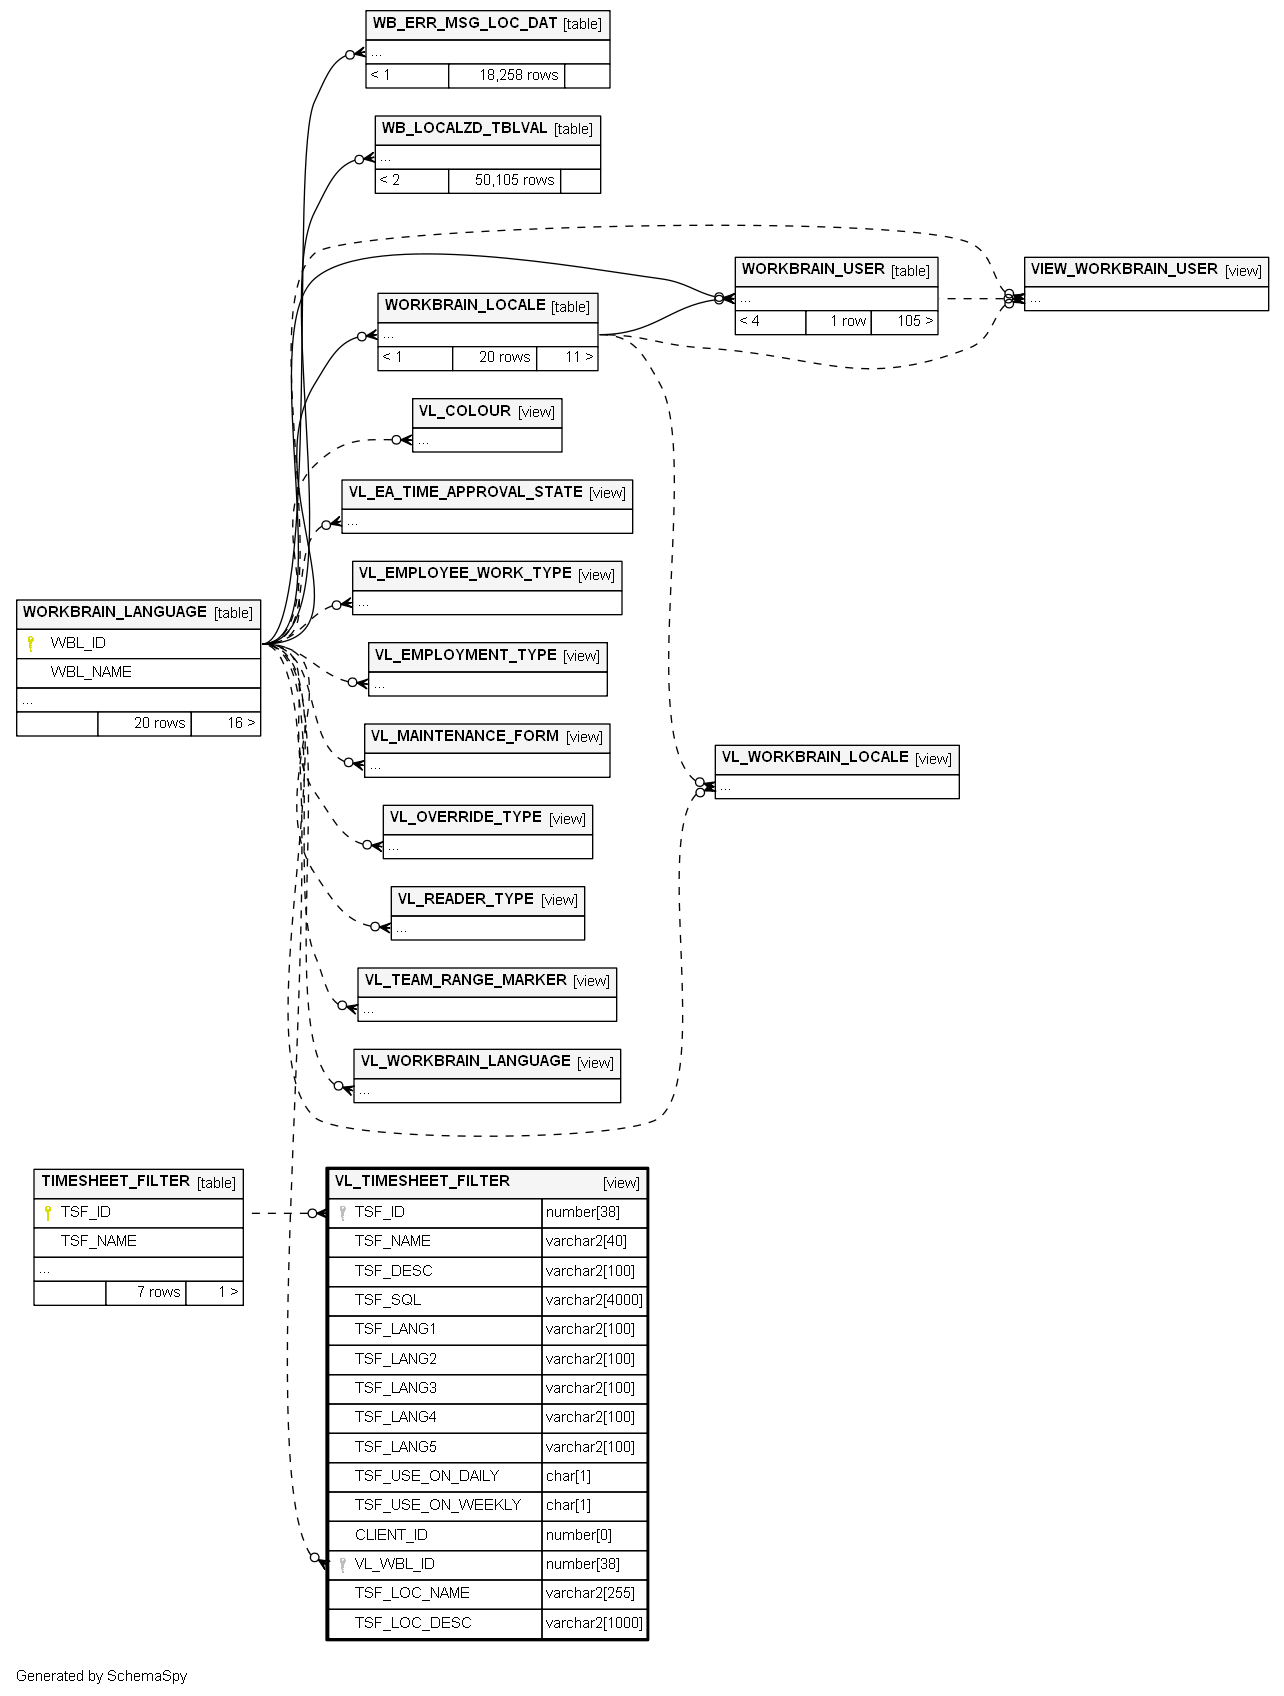 WB_ERR_MSG_LOC_DAT [table]
...
< 1 18,258 rows
WB_LOCALZD_TBLVAL [table]
...
< 2 50,105 rows
WORKBRAIN_USER [table]
...
< 4 1 row 105 >
VIEW_WORKBRAIN_USER [view]
...
WORKBRAIN_LOCALE [table]
...
< 1 20 rows 11 >
VL_COLOUR [view]
...
VL_EA_TIME_APPROVAL_STATE [view]
...
VL_EMPLOYEE_WORK_TYPE [view]
...
WORKBRAIN_LANGUAGE [table]
WBL_ID
WBL_NAME
...
20 rows 16 >
VL_EMPLOYMENT_TYPE [view]
...
VL_MAINTENANCE_FORM [view]
...
VL_WORKBRAIN_LOCALE [view]
...
VL_OVERRIDE_TYPE [view]
...
VL_READER_TYPE [view]
...
VL_TEAM_RANGE_MARKER [view]
...
VL_WORKBRAIN_LANGUAGE [view]
...
TIMESHEET_FILTER [table]
TSF_ID
TSF_NAME
...
7 rows 1 >
VL_TIMESHEET_FILTER [view]
TSF_ID number[38]
TSF_NAME varchar2[40]
TSF_DESC varchar2[100]
TSF_SQL varchar2[4000]
TSF_LANG1 varchar2[100]
TSF_LANG2 varchar2[100]
TSF_LANG3 varchar2[100]
TSF_LANG4 varchar2[100]
TSF_LANG5 varchar2[100]
TSF_USE_ON_DAILY char[1]
TSF_USE_ON_WEEKLY char[1]
CLIENT_ID number[0]
VL_WBL_ID number[38]
TSF_LOC_NAME varchar2[255]
TSF_LOC_DESC varchar2[1000]
Generated by SchemaSpy